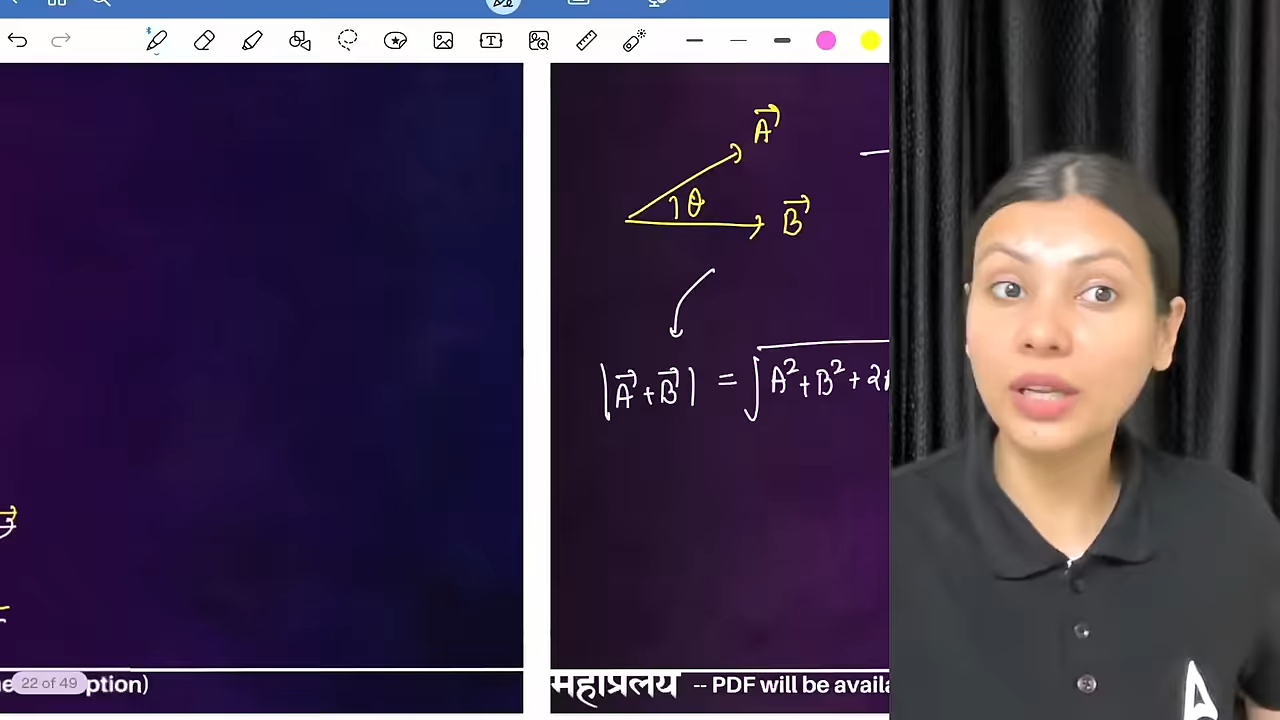 A⃗
θ
B⃗
|A⃗+B⃗| = √A²+B²+2
22 of 49 ption)
महाप्रलय -- PDF will be availa